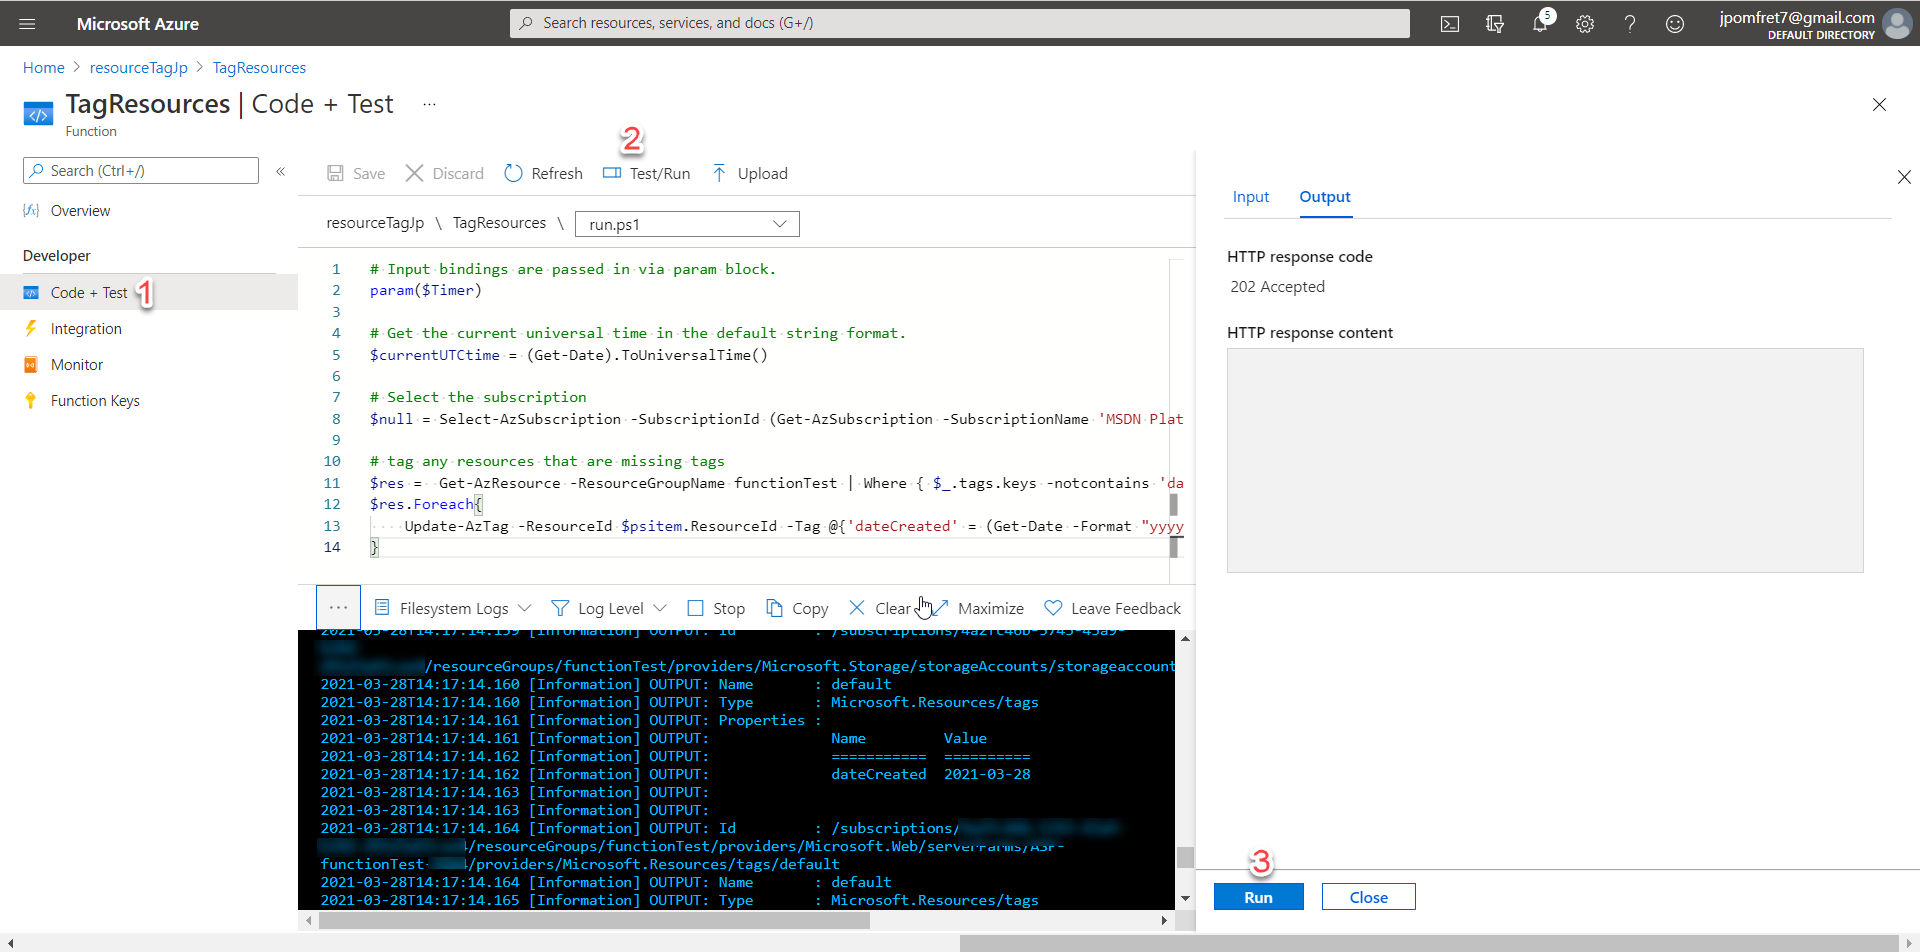 Microsoft Azure
Search resources, services, and docs (G+/)
5
jpomfret7@gmail.com
DEFAULT DIRECTORY
Home > resourceTagJp > TagResources
TagResources | Code + Test ...
Function
Search (Ctrl+/)
«
Overview
Developer
Code + Test 1
Integration
Monitor
Function Keys
2
Save Discard Refresh Test/Run Upload
resourceTagJp \ TagResources \ run.ps1
1 # Input bindings are passed in via param block.
2 param($Timer)
3
4 # Get the current universal time in the default string format.
5 $currentUTCtime = (Get-Date).ToUniversalTime()
6
7 # Select the subscription
8 $null = Select-AzSubscription -SubscriptionId (Get-AzSubscription -SubscriptionName 'MSDN Plat
9
10 # tag any resources that are missing tags
11 $res = Get-AzResource -ResourceGroupName functionTest | Where { $_.tags.keys -notcontains 'da
12 $res.Foreach{
13 Update-AzTag -ResourceId $psitem.ResourceId -Tag @{'dateCreated' = (Get-Date -Format "yyyy
14 }
... Filesystem Logs Log Level Stop Copy Clear Maximize Leave Feedback
2021-03-28T14:17:14.159 [Information] OUTPUT: Id : /subscriptions/
/resourceGroups/functionTest/providers/Microsoft.Storage/storageAccounts/storageaccount
2021-03-28T14:17:14.160 [Information] OUTPUT: Name : default
2021-03-28T14:17:14.160 [Information] OUTPUT: Type : Microsoft.Resources/tags
2021-03-28T14:17:14.161 [Information] OUTPUT: Properties :
2021-03-28T14:17:14.161 [Information] OUTPUT: Name Value
2021-03-28T14:17:14.162 [Information] OUTPUT: =========== ==========
2021-03-28T14:17:14.162 [Information] OUTPUT: dateCreated 2021-03-28
2021-03-28T14:17:14.163 [Information] OUTPUT:
2021-03-28T14:17:14.163 [Information] OUTPUT:
2021-03-28T14:17:14.164 [Information] OUTPUT: Id : /subscriptions/
/resourceGroups/functionTest/providers/Microsoft.Web/serverFarms/ASP-
functionTest- /providers/Microsoft.Resources/tags/default
2021-03-28T14:17:14.164 [Information] OUTPUT: Name : default
2021-03-28T14:17:14.165 [Information] OUTPUT: Type : Microsoft.Resources/tags
Input Output
HTTP response code
202 Accepted
HTTP response content
3
Run Close